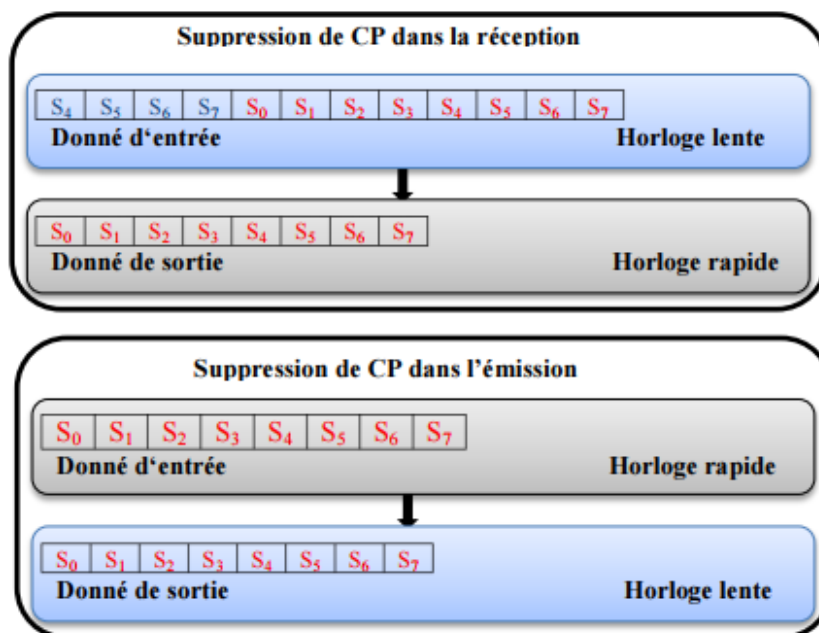 Suppression de CP dans la réception
S₄ S₅ S₆ S₇ S₀ S₁ S₂ S₃ S₄ S₅ S₆ S₇
Donné d‘entrée Horloge lente
S₀ S₁ S₂ S₃ S₄ S₅ S₆ S₇
Donné de sortie Horloge rapide
Suppression de CP dans l’émission
S₀ S₁ S₂ S₃ S₄ S₅ S₆ S₇
Donné d‘entrée Horloge rapide
S₀ S₁ S₂ S₃ S₄ S₅ S₆ S₇
Donné de sortie Horloge lente